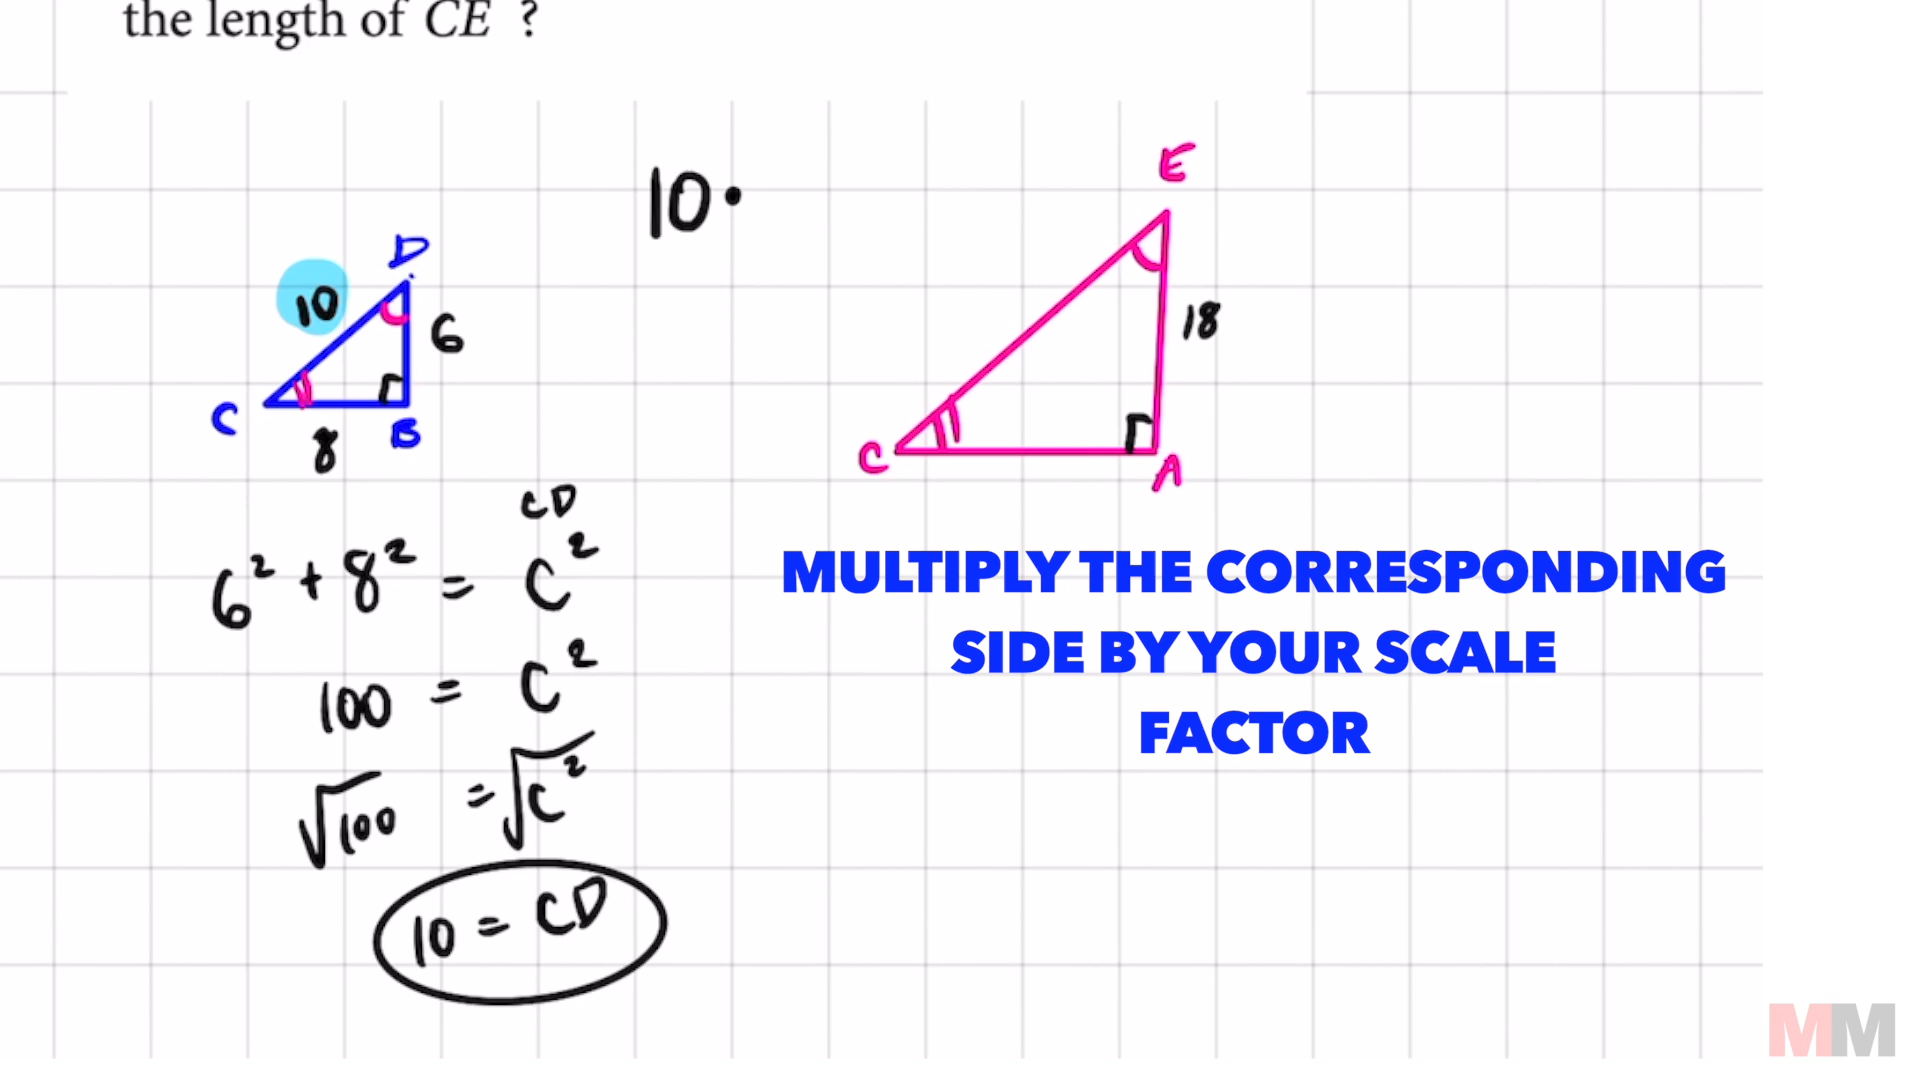 the length of CE ?
10·
E
D
10
6
18
C
8
B
C
A
CD
6² + 8² = C²
MULTIPLY THE CORRESPONDING
SIDE BY YOUR SCALE
FACTOR
100 = C²
√100 = √C²
10 = CD
MM